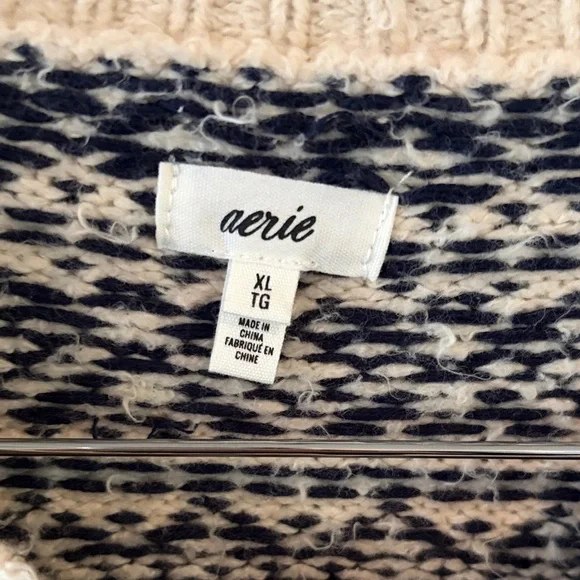 aerie
XL
TG
MADE IN
CHINA
FABRIQUÉ EN
CHINE